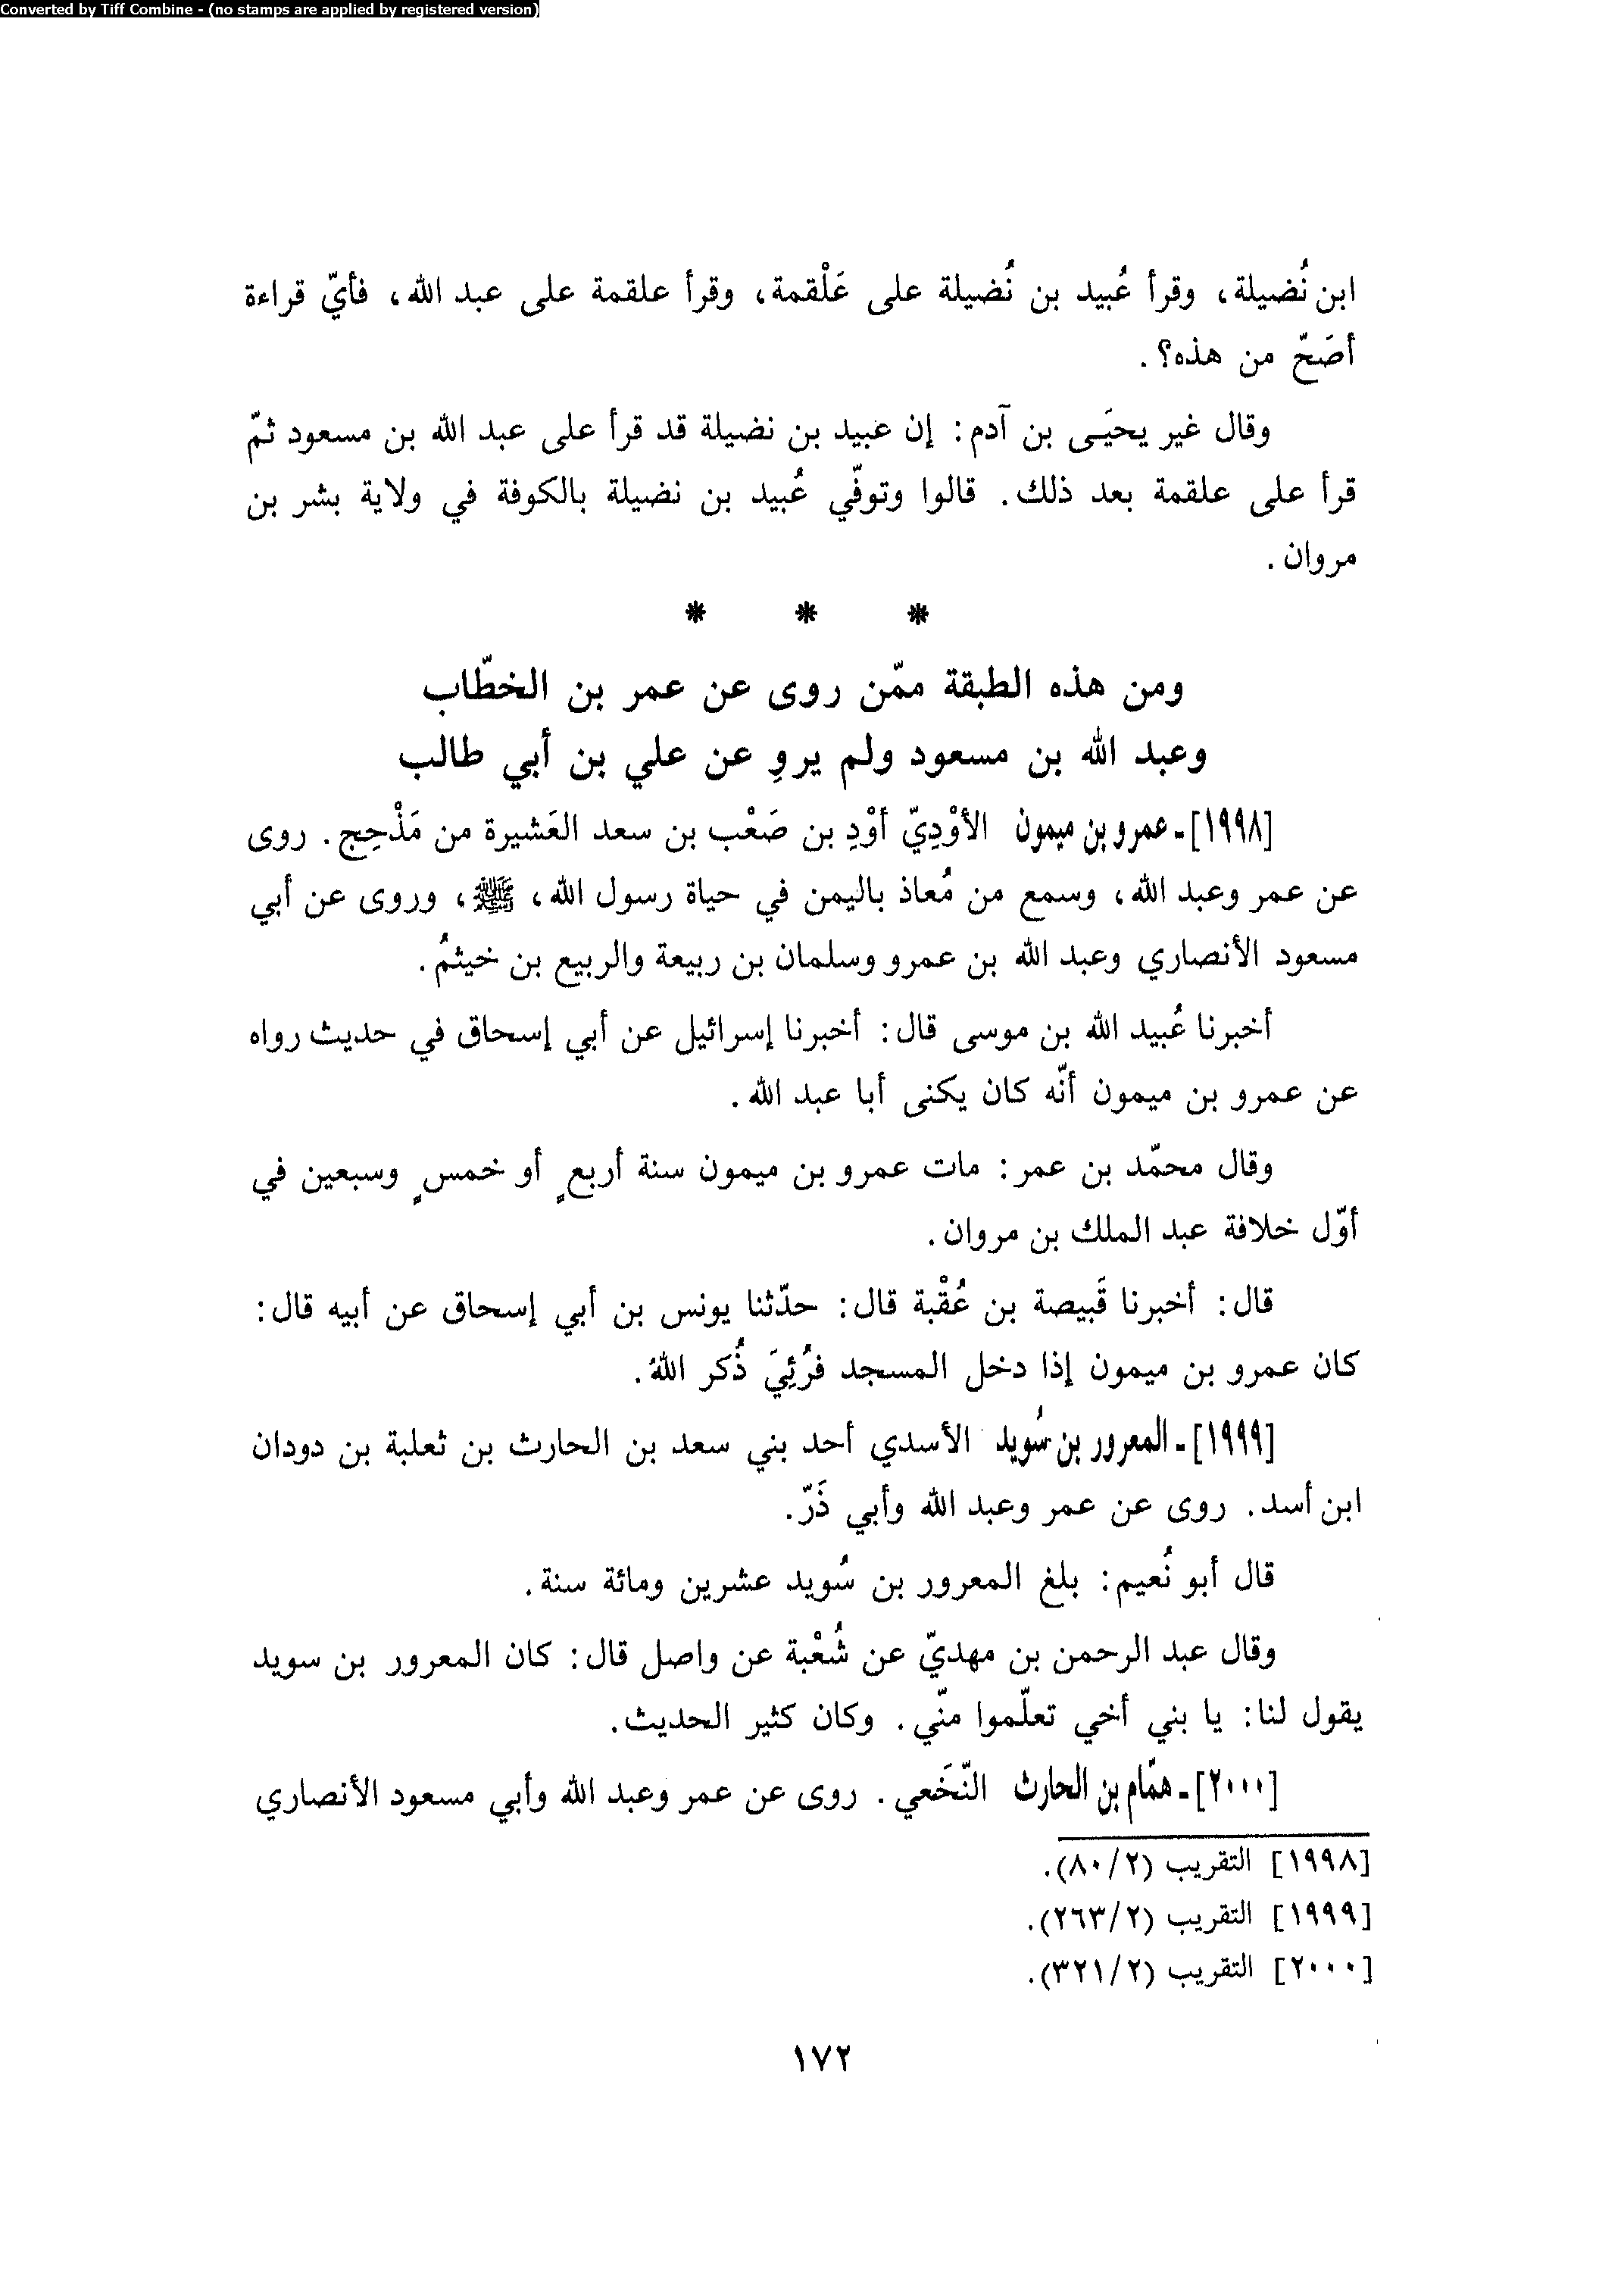 Converted by Tiff Combine - (no stamps are applied by registered version)
ابن نُضيلة، وقرأ عُبيد بن نُضيلة على عَلْقمة، وقرأ علقمة على عبد الله، فأيّ قراءة
أصَحّ من هذه؟.
وقال غير يحيَى بن آدم: إن عبيد بن نضيلة قد قرأ على عبد الله بن مسعود ثمّ
قرأ على علقمة بعد ذلك. قالوا وتوفّي عُبيد بن نضيلة بالكوفة في ولاية بشر بن
مروان.
* * *
ومن هذه الطبقة ممّن روى عن عمر بن الخطّاب
وعبد الله بن مسعود ولم يروِ عن علي بن أبي طالب
[١٩٩٨] ـ عمرو بن ميمون الأوْدِيّ أوْدِ بن صَعْب بن سعد العَشيرة من مَذْحِج. روى
عن عمر وعبد الله، وسمع من مُعاذ باليمن في حياة رسول الله، ﷺ، وروى عن أبي
مسعود الأنصاري وعبد الله بن عمرو وسلمان بن ربيعة والربيع بن خيثمُ.
أخبرنا عُبيد الله بن موسى قال: أخبرنا إسرائيل عن أبي إسحاق في حديث رواه
عن عمرو بن ميمون أنّه كان يكنى أبا عبد الله.
وقال محمّد بن عمر: مات عمرو بن ميمون سنة أربعٍ أو خمسٍ وسبعين في
أوّل خلافة عبد الملك بن مروان.
قال: أخبرنا قَبيصة بن عُقْبة قال: حدّثنا يونس بن أبي إسحاق عن أبيه قال:
كان عمرو بن ميمون إذا دخل المسجد فرُئِيَ ذُكر اللهُ.
[١٩٩٩] ـ المعرور بن سُويد الأسدي أحد بني سعد بن الحارث بن ثعلبة بن دودان
ابن أسد. روى عن عمر وعبد الله وأبي ذَرّ.
قال أبو نُعيم: بلغ المعرور بن سُويد عشرين ومائة سنة.
وقال عبد الرحمن بن مهديّ عن شُعْبة عن واصل قال: كان المعرور بن سويد
يقول لنا: يا بني أخي تعلّموا منّي. وكان كثير الحديث.
[٢٠٠٠] ـ همّام بن الحارث النّخَعي. روى عن عمر وعبد الله وأبي مسعود الأنصاري
[١٩٩٨] التقريب (٨٠/٢).
[١٩٩٩] التقريب (٢٦٣/٢).
[٢٠٠٠] التقريب (٣٢١/٢).
١٧٢